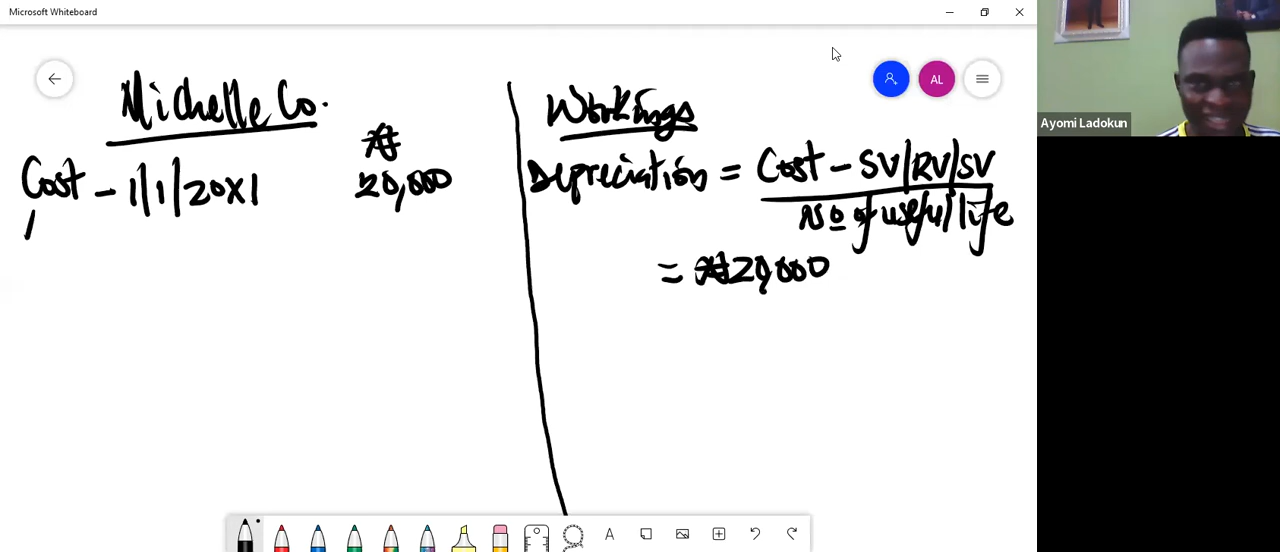 Microsoft Whiteboard
Michelle Co.
₦
Cost - 1/1/20X1 20,000
Workings
Depreciation = Cost - SV/RV/SV
No of useful life
= ₦20,000
AL
Ayomi Ladokun
A